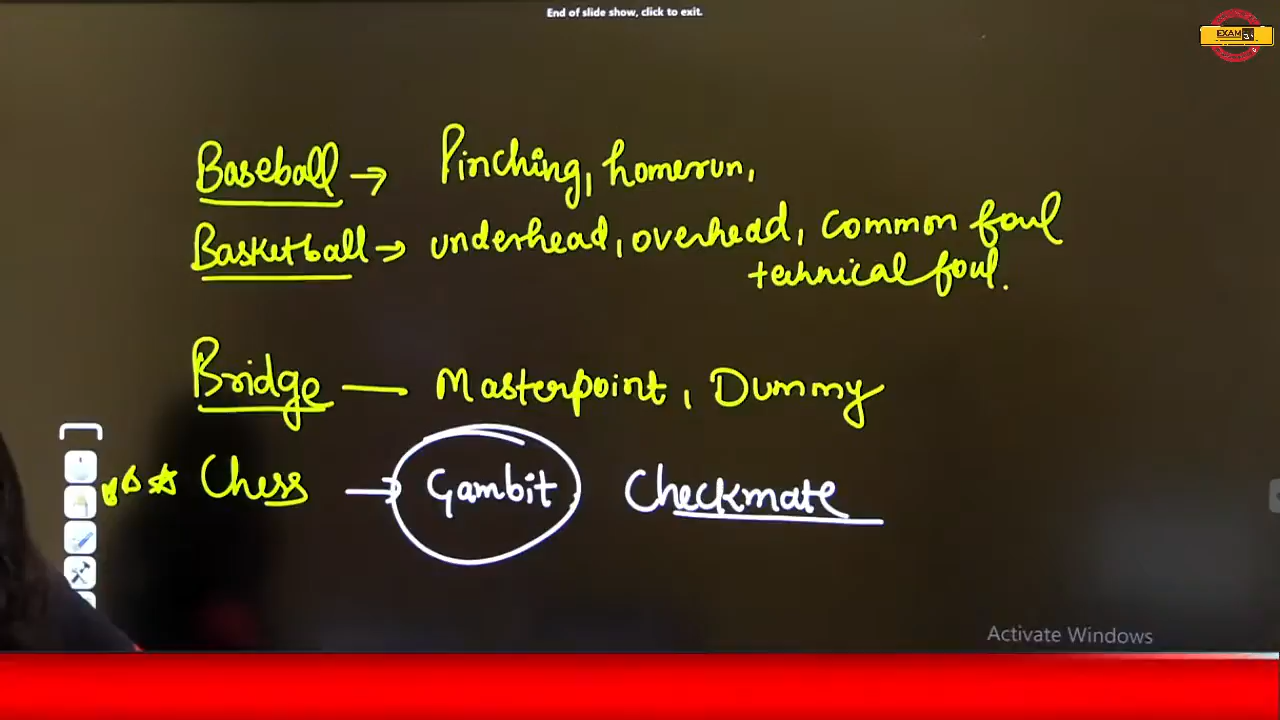 End of slide show, click to exit.
EXAM
Baseball → Pinching, homerun,
Basketball → underhead, overhead, common foul
technical foul.
Bridge — Masterpoint, Dummy
Chess → Gambit Checkmate
Activate Windows